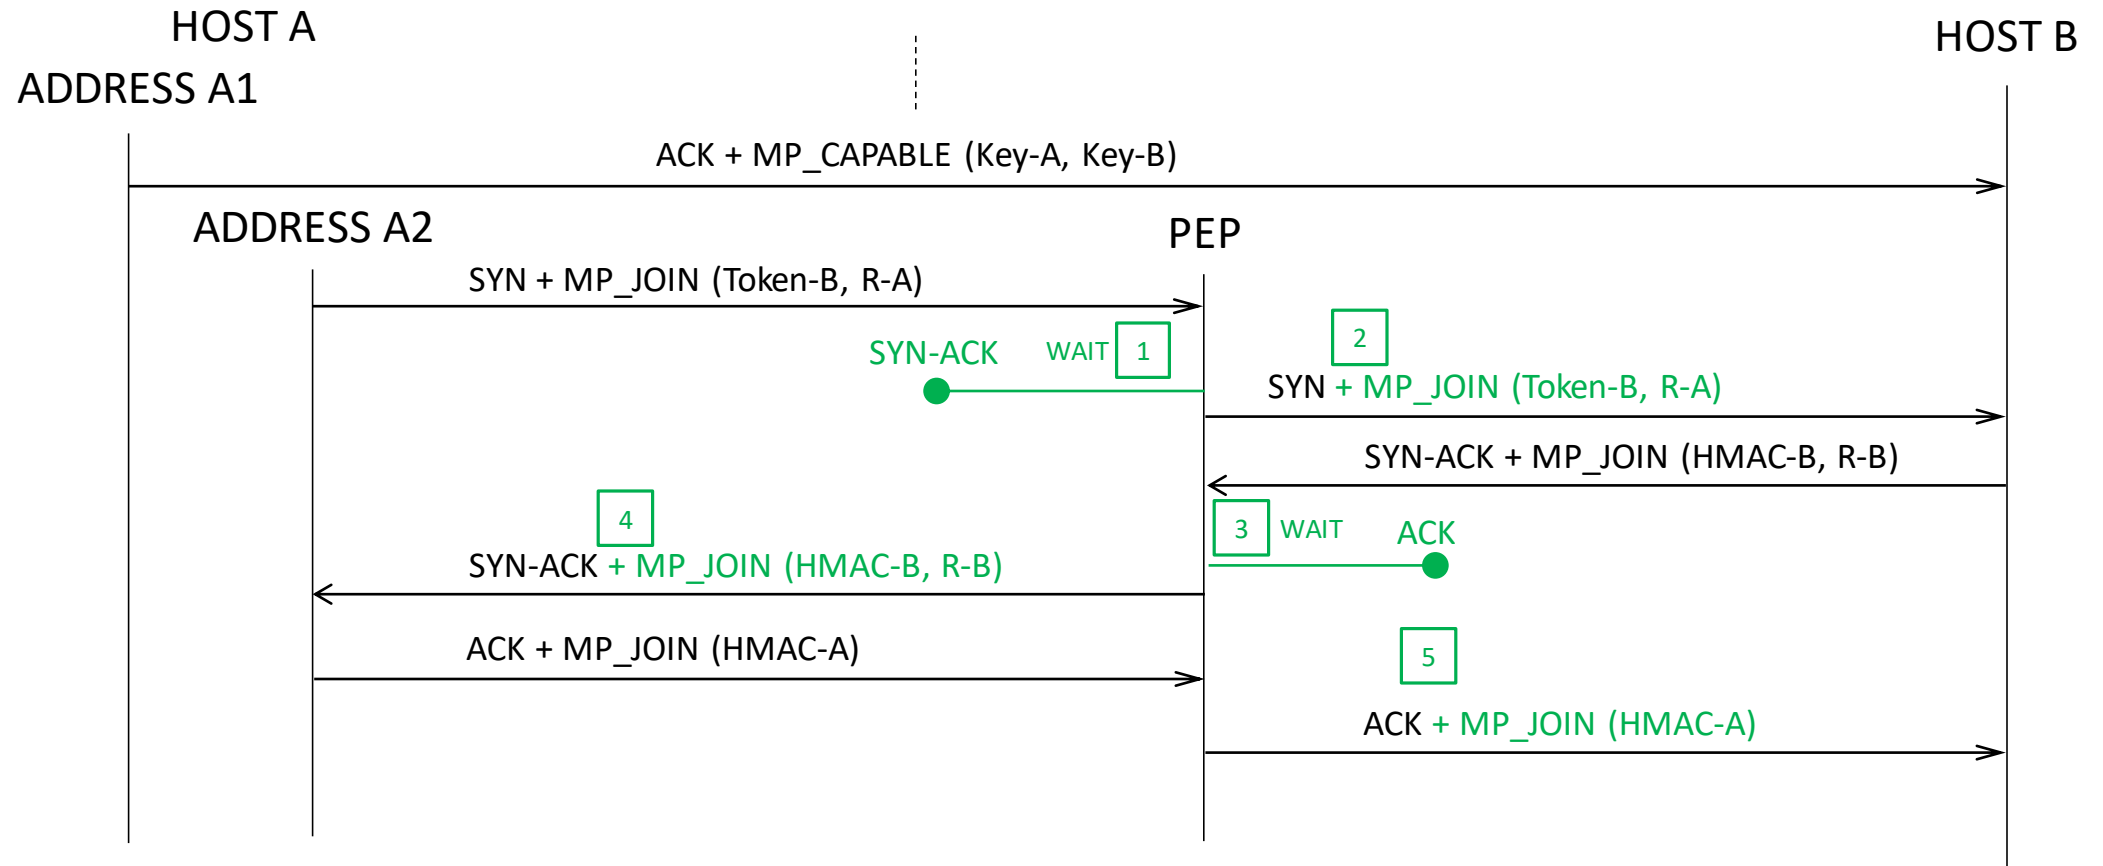 HOST A
HOST B
ADDRESS A1
ACK + MP_CAPABLE (Key-A, Key-B)
ADDRESS A2
PEP
SYN + MP_JOIN (Token-B, R-A)
SYN-ACK
WAIT
1
2
SYN + MP_JOIN (Token-B, R-A)
SYN-ACK + MP_JOIN (HMAC-B, R-B)
4
3
WAIT
ACK
SYN-ACK + MP_JOIN (HMAC-B, R-B)
ACK + MP_JOIN (HMAC-A)
5
ACK + MP_JOIN (HMAC-A)